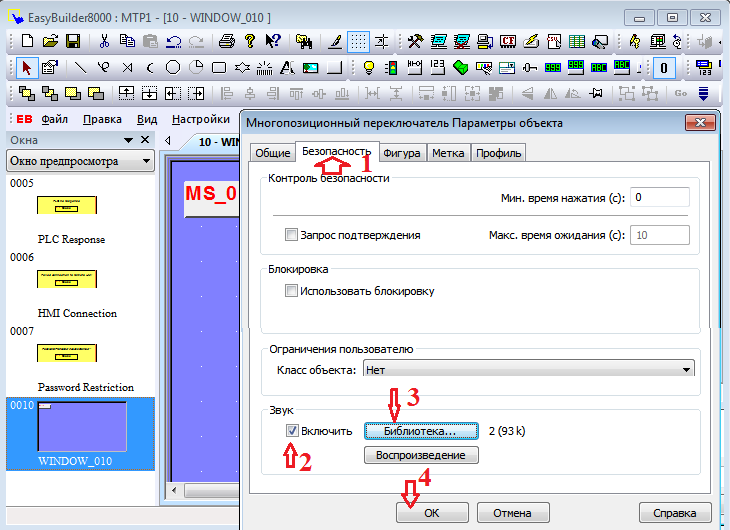 EasyBuilder8000 : MTP1 - [10 - WINDOW_010 ]
EB Файл Правка Вид Настройки
Окна
Окно предпросмотра
10 - WIN
0005
PLC Response
0006
HMI Connection
0007
Password Restriction
0010
WINDOW_010
MS_0
Многопозиционный переключатель Параметры объекта
Общие Безопасность Фигура Метка Профиль
1
Контроль безопасности
Мин. время нажатия (с): 0
Запрос подтверждения Макс. время ожидания (с): 10
Блокировка
Использовать блокировку
Ограничения пользователю
Класс объекта: Нет
3
Звук
Включить Библиотека... 2 (93 k)
2
Воспроизведение
4
OK Отмена Справка